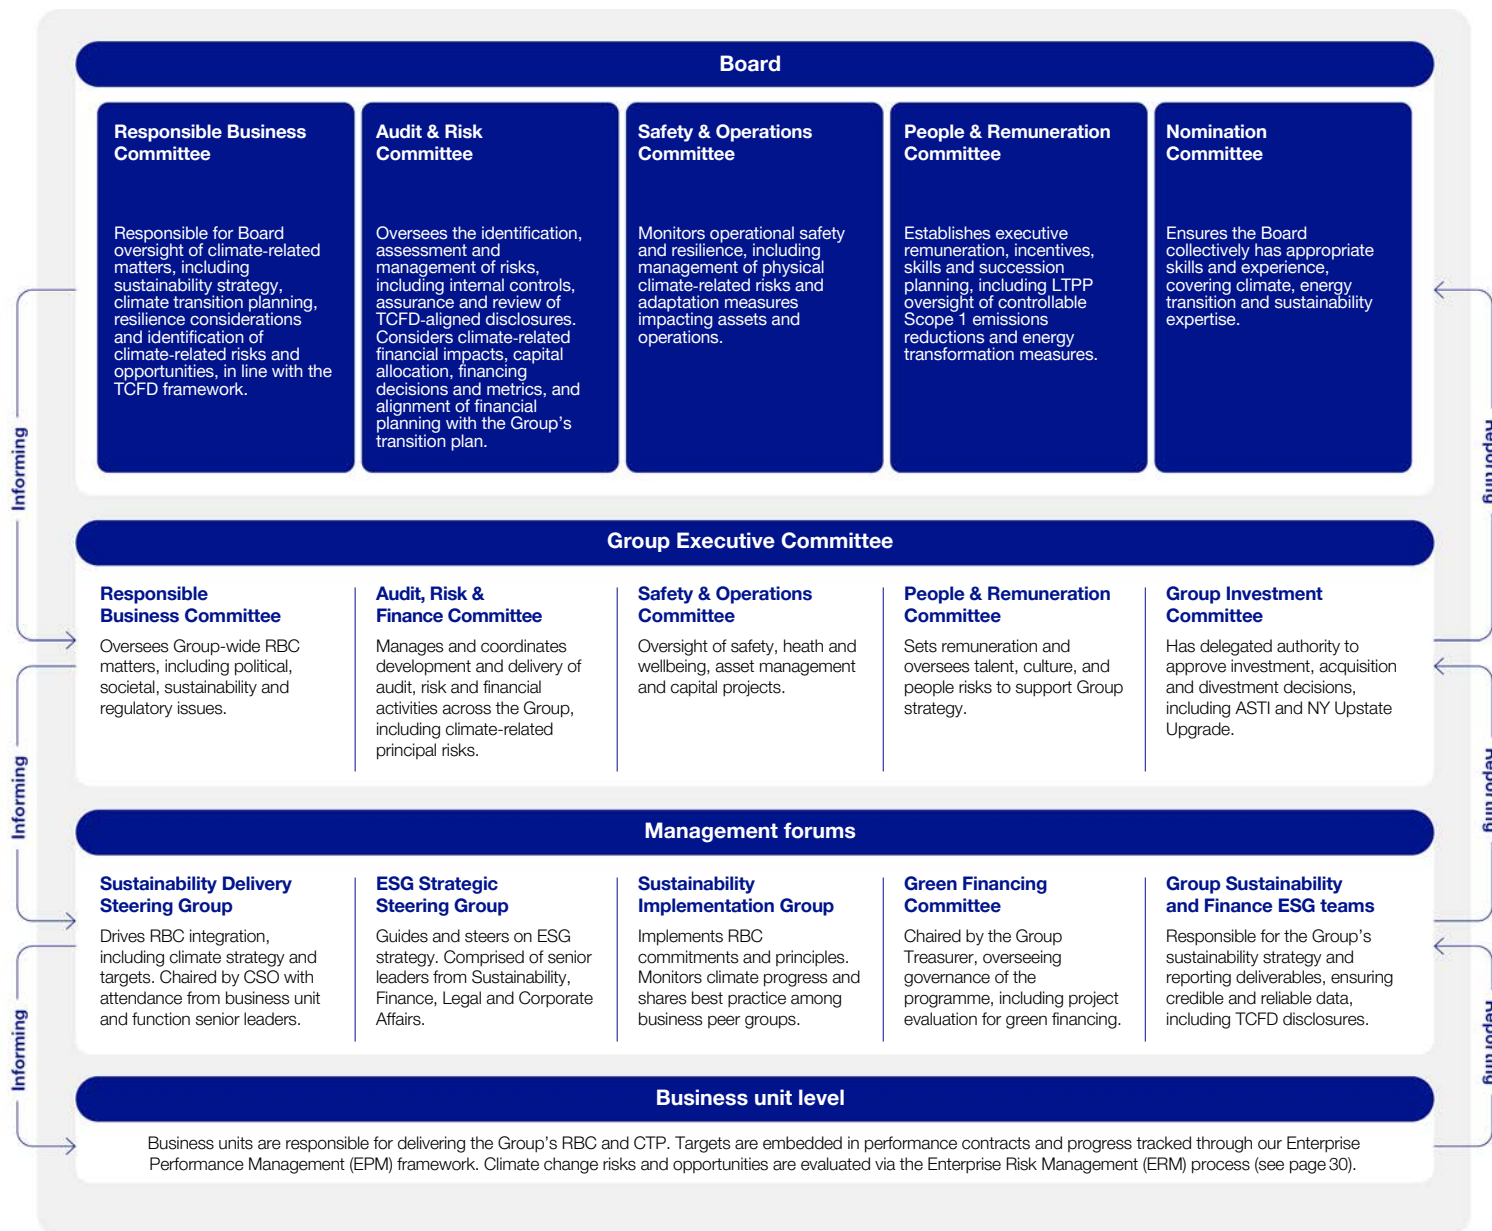 Board
Responsible Business
Committee
Responsible for Board
oversight of climate-related
matters, including
sustainability strategy,
climate transition planning,
resilience considerations
and identification of
climate-related risks and
opportunities, in line with the
TCFD framework.
Audit & Risk
Committee
Oversees the identification,
assessment and
management of risks,
including internal controls,
assurance and review of
TCFD-aligned disclosures.
Considers climate-related
financial impacts, capital
allocation, financing
decisions and metrics, and
alignment of financial
planning with the Group's
transition plan.
Safety & Operations
Committee
Monitors operational safety
and resilience, including
management of physical
climate-related risks and
adaptation measures
impacting assets and
operations.
People & Remuneration
Committee
Establishes executive
remuneration, incentives,
skills and succession
planning, including LTPP
oversight of controllable
Scope 1 emissions
reductions and energy
transformation measures.
Nomination
Committee
Ensures the Board
collectively has appropriate
skills and experience,
covering climate, energy
transition and sustainability
expertise.
Informing
Reporting
Group Executive Committee
Responsible
Business Committee
Oversees Group-wide RBC
matters, including political,
societal, sustainability and
regulatory issues.
Audit, Risk &
Finance Committee
Manages and coordinates
development and delivery of
audit, risk and financial
activities across the Group,
including climate-related
principal risks.
Safety & Operations
Committee
Oversight of safety, heath and
wellbeing, asset management
and capital projects.
People & Remuneration
Committee
Sets remuneration and
oversees talent, culture, and
people risks to support Group
strategy.
Group Investment
Committee
Has delegated authority to
approve investment, acquisition
and divestment decisions,
including ASTI and NY Upstate
Upgrade.
Informing
Reporting
Management forums
Sustainability Delivery
Steering Group
Drives RBC integration,
including climate strategy and
targets. Chaired by CSO with
attendance from business unit
and function senior leaders.
ESG Strategic
Steering Group
Guides and steers on ESG
strategy. Comprised of senior
leaders from Sustainability,
Finance, Legal and Corporate
Affairs.
Sustainability
Implementation Group
Implements RBC
commitments and principles.
Monitors climate progress and
shares best practice among
business peer groups.
Green Financing
Committee
Chaired by the Group
Treasurer, overseeing
governance of the
programme, including project
evaluation for green financing.
Group Sustainability
and Finance ESG teams
Responsible for the Group's
sustainability strategy and
reporting deliverables, ensuring
credible and reliable data,
including TCFD disclosures.
Informing
Reporting
Business unit level
Business units are responsible for delivering the Group's RBC and CTP. Targets are embedded in performance contracts and progress tracked through our Enterprise
Performance Management (EPM) framework. Climate change risks and opportunities are evaluated via the Enterprise Risk Management (ERM) process (see page 30).